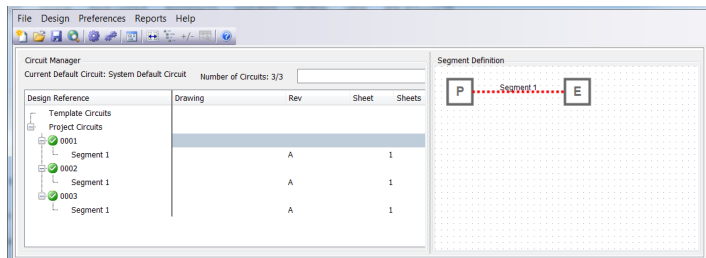 File Design Preferences Reports Help
+/-
Circuit Manager
Current Default Circuit: System Default Circuit Number of Circuits: 3/3
Design Reference Drawing Rev Sheet Sheets
Template Circuits
Project Circuits
0001
Segment 1 A 1
0002
Segment 1 A 1
0003
Segment 1 A 1
Segment Definition
P Segment 1 E